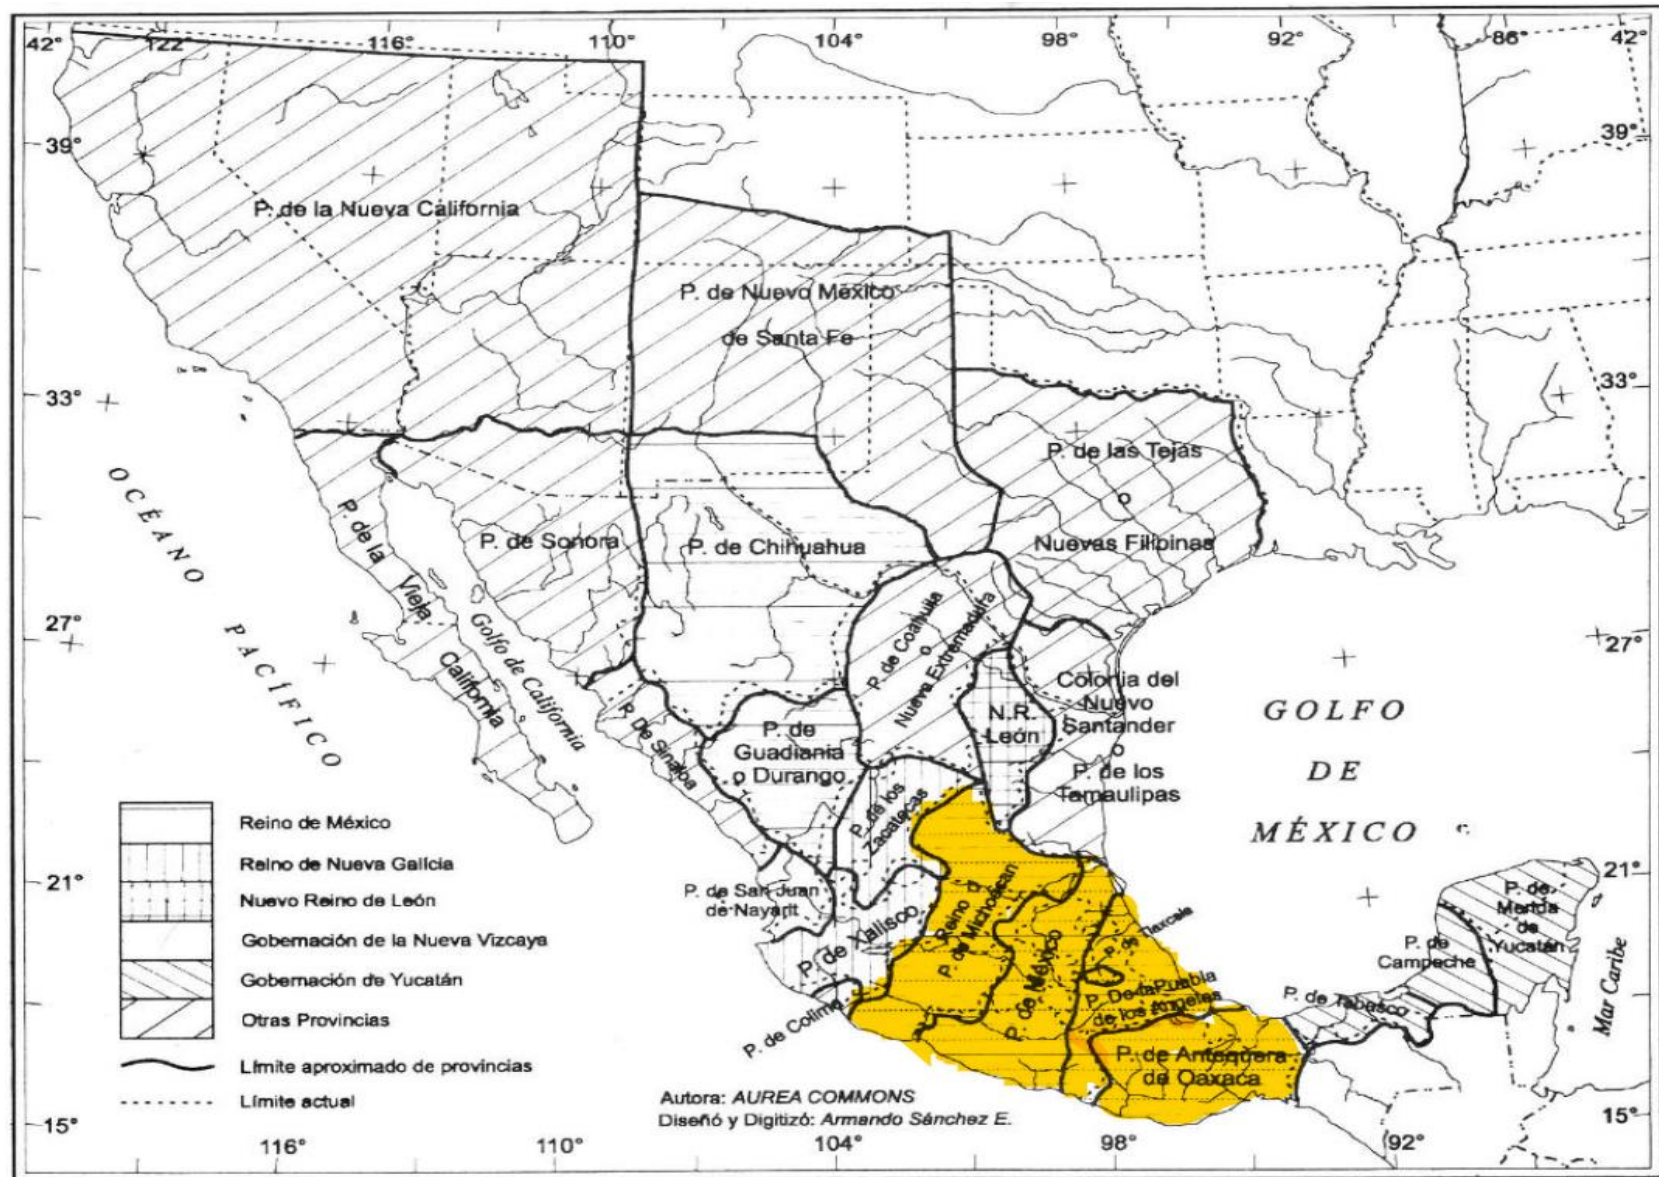 42° 122° 116° 110° 104° 98° 92° 86° 42°
39° 39°
P. de la Nueva California
P. de Nuevo México
de Santa Fe
33° 33°
P. de las Tejas
o
Nuevas Filipinas
OCÉANO PACÍFICO
P. de la Vieja California
Golfo de California
P. de Sonora
P. de Chihuahua
27° 27°
P. de Coahuila
o
Nueva Extremadura
N.R.
León
Colonia del
Nuevo
Santander
o
P. de los
Tamaulipas
GOLFO
DE
MÉXICO
P. De Sinaloa
P. de
Guadiania
o Durango
P. de los
Zacatecas
Reino de México
Reino de Nueva Galicia
Nuevo Reino de León
Gobernación de la Nueva Vizcaya
Gobernación de Yucatán
Otras Provincias
Límite aproximado de provincias
Límite actual
21° 21°
P. de San Juan
de Nayarit
P. de Xalisco
P. de Colima
Reino o
P. de Michoacan
P. de México
P. de Tlaxcala
P. De la Puebla
de los Angeles
P. de Antequera
de Oaxaca
P. de Tabasco
P. de
Campeche
P. de
Merida
de
Yucatán
Mar Caribe
Autora: AUREA COMMONS
Diseñó y Digitizó: Armando Sánchez E.
15° 15°
116° 110° 104° 98° 92°